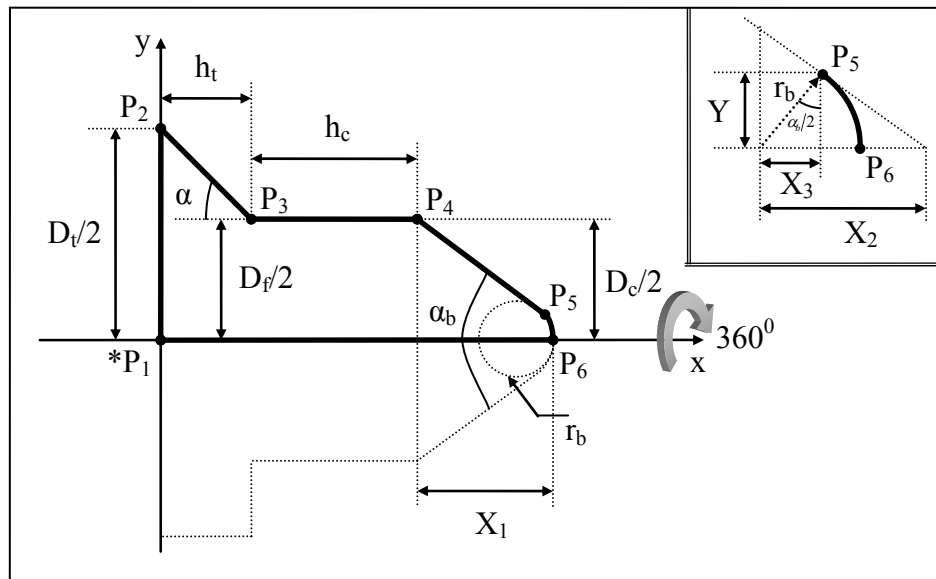 y
h_t
P_2
h_c
α
P_3
P_4
D_t/2
D_f/2
α_b
D_c/2
P_5
*P_1
P_6
x
360^0
r_b
X_1
P_5
r_b
Y
α_b/2
P_6
X_3
X_2